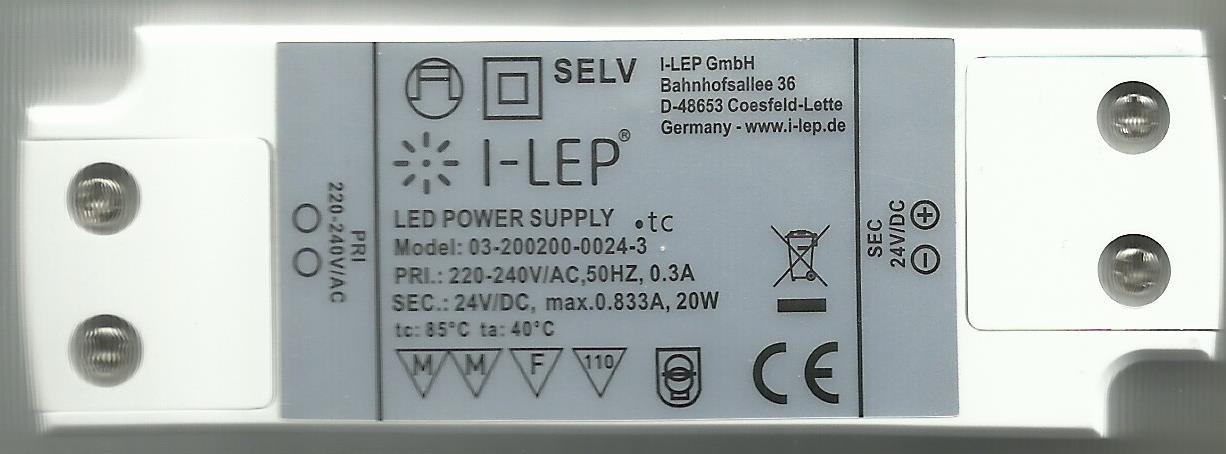 SELV
I-LEP GmbH
Bahnhofsallee 36
D-48653 Coesfeld-Lette
Germany - www.i-lep.de
I-LEP®
LED POWER SUPPLY •tc
Model: 03-200200-0024-3
PRI.: 220-240V/AC,50HZ, 0.3A
SEC.: 24V/DC, max.0.833A, 20W
tc: 85°C ta: 40°C
M M F 110
CE
PRI
220-240V/AC
SEC
24V/DC
+
-